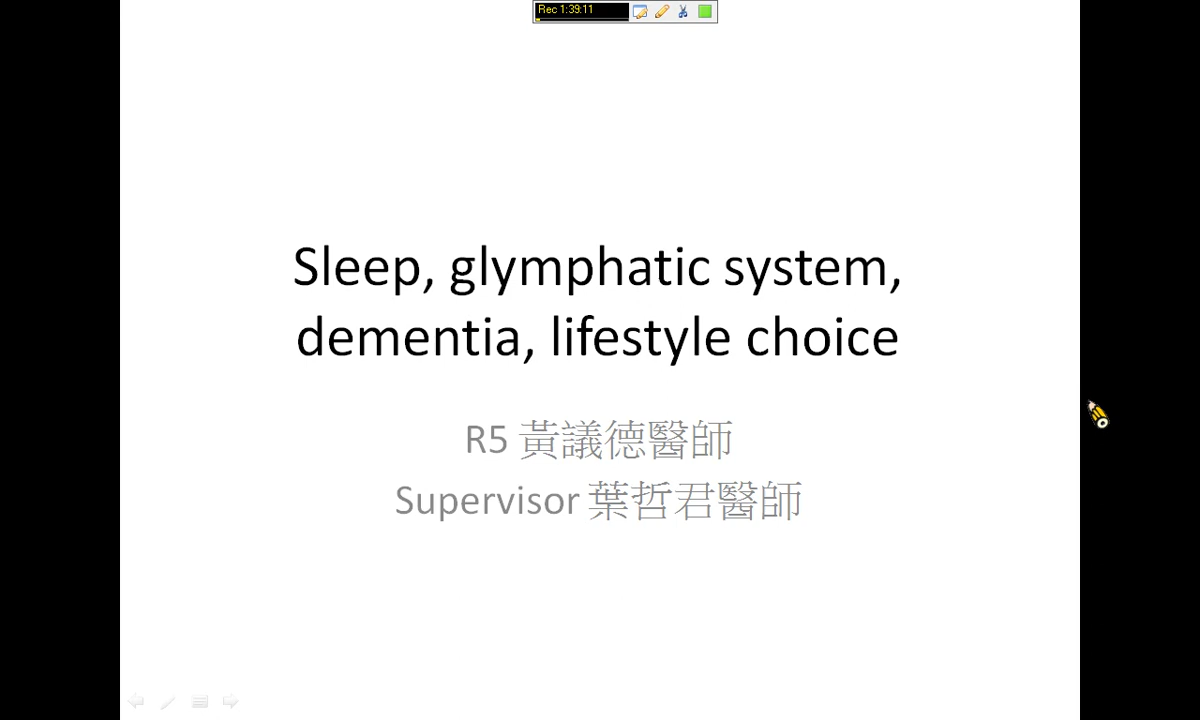 Rec 1:39:11
Sleep, glymphatic system,
dementia, lifestyle choice
R5 黃議德醫師
Supervisor 葉哲君醫師